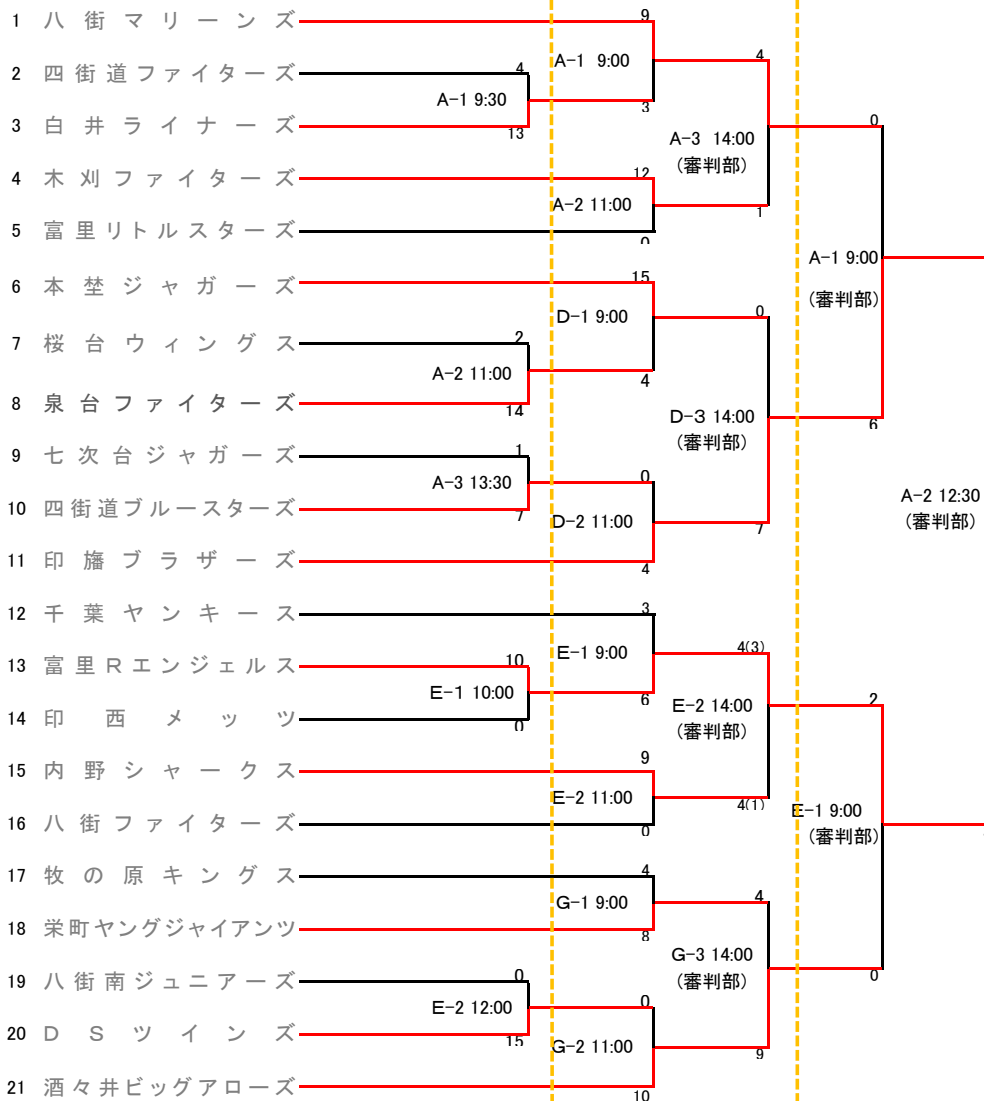 1 八街マリーンズ
9
A-1 9:00
4
2 四街道ファイターズ
4
A-1 9:30
3
3 白井ライナーズ
13
A-3 14:00
(審判部)
0
4 木刈ファイターズ
12
A-2 11:00
1
5 富里リトルスターズ
0
A-1 9:00
(審判部)
6 本埜ジャガーズ
15
D-1 9:00
0
7 桜台ウィングス
2
A-2 11:00
4
8 泉台ファイターズ
14
D-3 14:00
(審判部)
6
9 七次台ジャガーズ
1
A-3 13:30
0
10 四街道ブルースターズ
7
D-2 11:00
7
A-2 12:30
(審判部)
11 印旛ブラザーズ
4
12 千葉ヤンキース
3
E-1 9:00
4(3)
13 富里Rエンジェルス
10
E-1 10:00
6
14 印西メッツ
0
E-2 14:00
(審判部)
2
15 内野シャークス
9
E-2 11:00
4(1)
16 八街ファイターズ
0
E-1 9:00
(審判部)
17 牧の原キングス
4
G-1 9:00
4
18 栄町ヤングジャイアンツ
8
G-3 14:00
(審判部)
0
19 八街南ジュニアーズ
0
E-2 12:00
0
20 DSツインズ
15
G-2 11:00
9
21 酒々井ビッグアローズ
10